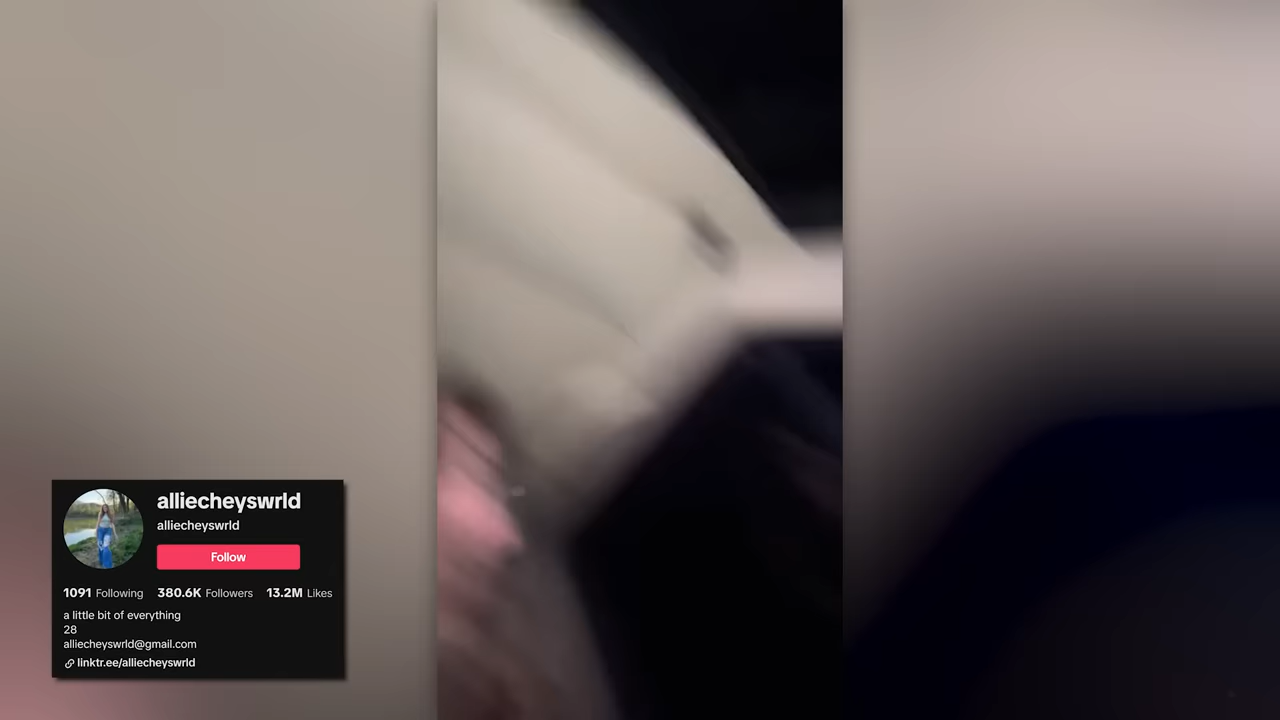 alliecheyswrld
alliecheyswrld
Follow
1091 Following 380.6K Followers 13.2M Likes
a little bit of everything
28
alliecheyswrld@gmail.com
linktr.ee/alliecheyswrld